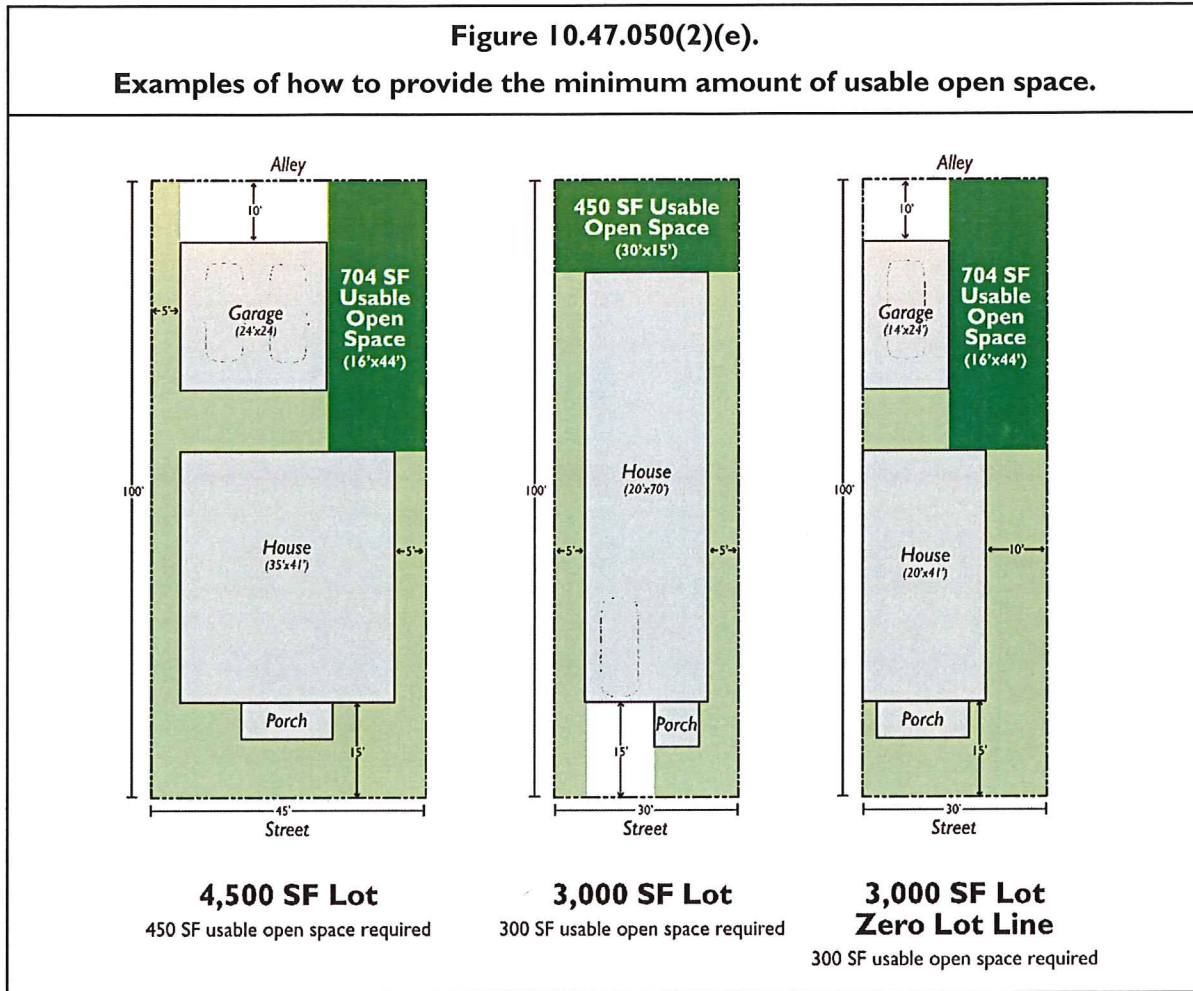 Figure 10.47.050(2)(e).
Examples of how to provide the minimum amount of usable open space.
Alley
10'
704 SF
Usable
Open
Space
(16'x44')
5'
Garage
(24'x24)
100'
House
(35'x41')
5'
Porch
15'
45'
Street
4,500 SF Lot
450 SF usable open space required
450 SF Usable
Open Space
(30'x15')
100'
House
(20'x70')
5'
5'
Porch
15'
30'
Street
3,000 SF Lot
300 SF usable open space required
Alley
10'
704 SF
Usable
Open
Space
(16'x44')
Garage
(14'x24')
100'
House
(20'x41')
10'
Porch
15'
30'
Street
3,000 SF Lot
Zero Lot Line
300 SF usable open space required